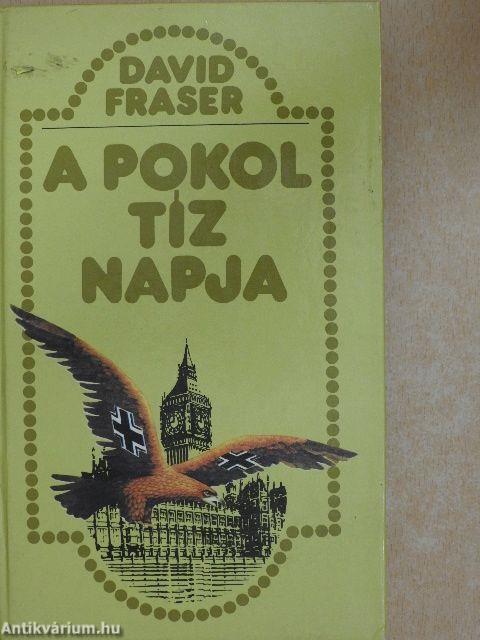 DAVID
FRASER
A POKOL
TÍZ
NAPJA
Antikvárium.hu